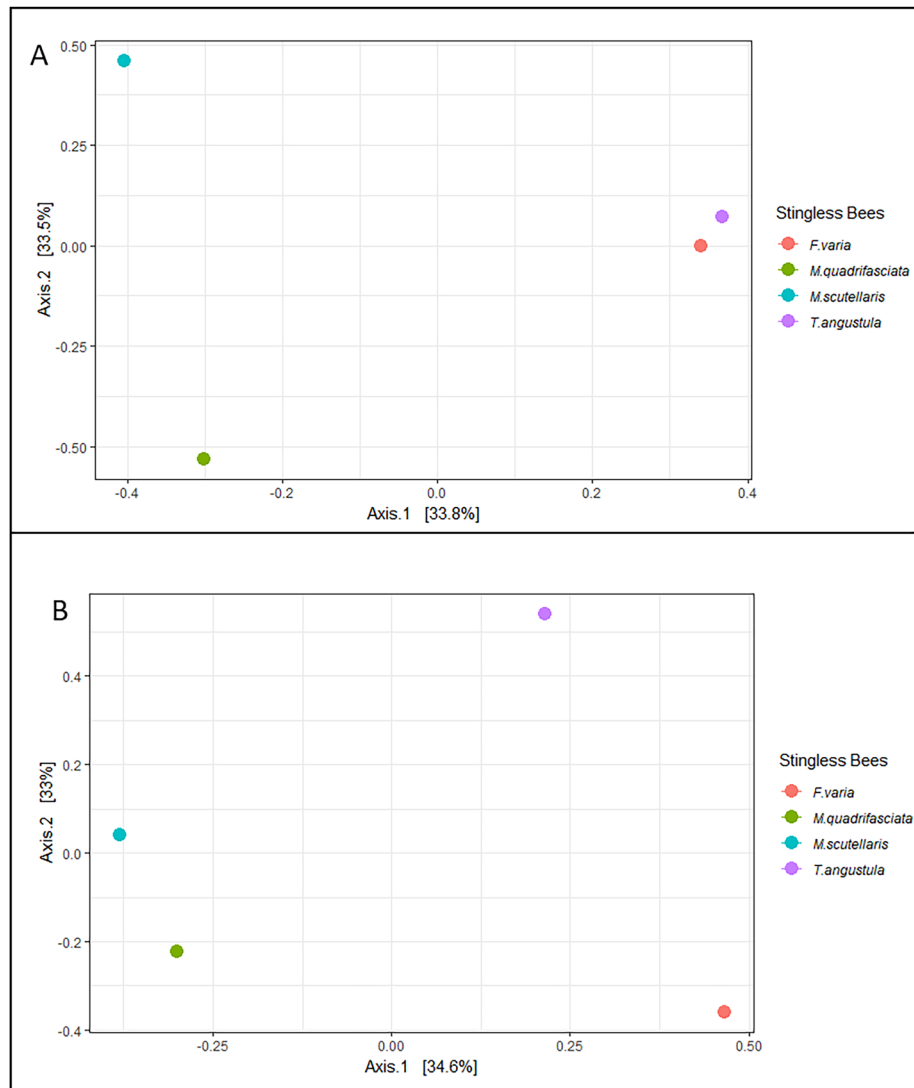 A
0.50
0.25
0.00
-0.25
-0.50
Axis.2 [33.5%]
-0.4
-0.2
0.0
0.2
0.4
Axis.1 [33.8%]
Stingless Bees
F.varia
M.quadrifasciata
M.scutellaris
T.angustula
B
0.4
0.2
0.0
-0.2
-0.4
Axis.2 [33%]
-0.25
0.00
0.25
0.50
Axis.1 [34.6%]
Stingless Bees
F.varia
M.quadrifasciata
M.scutellaris
T.angustula